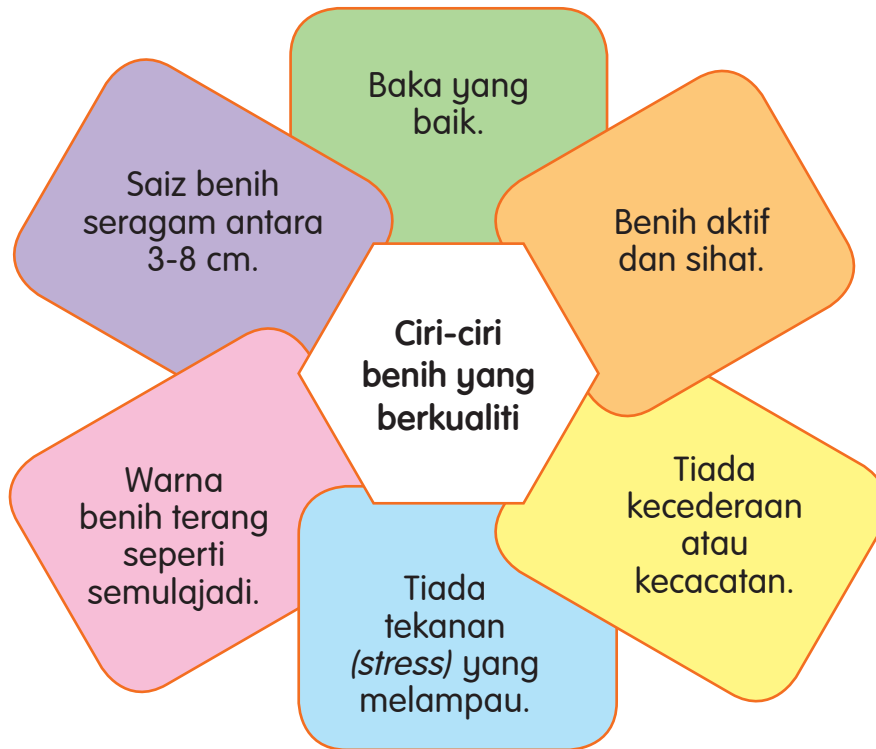 Ciri-ciri
benih yang
berkualiti
Baka yang
baik.
Benih aktif
dan sihat.
Tiada
kecederaan
atau
kecacatan.
Tiada
tekanan
(stress) yang
melampau.
Warna
benih terang
seperti
semulajadi.
Saiz benih
seragam antara
3-8 cm.